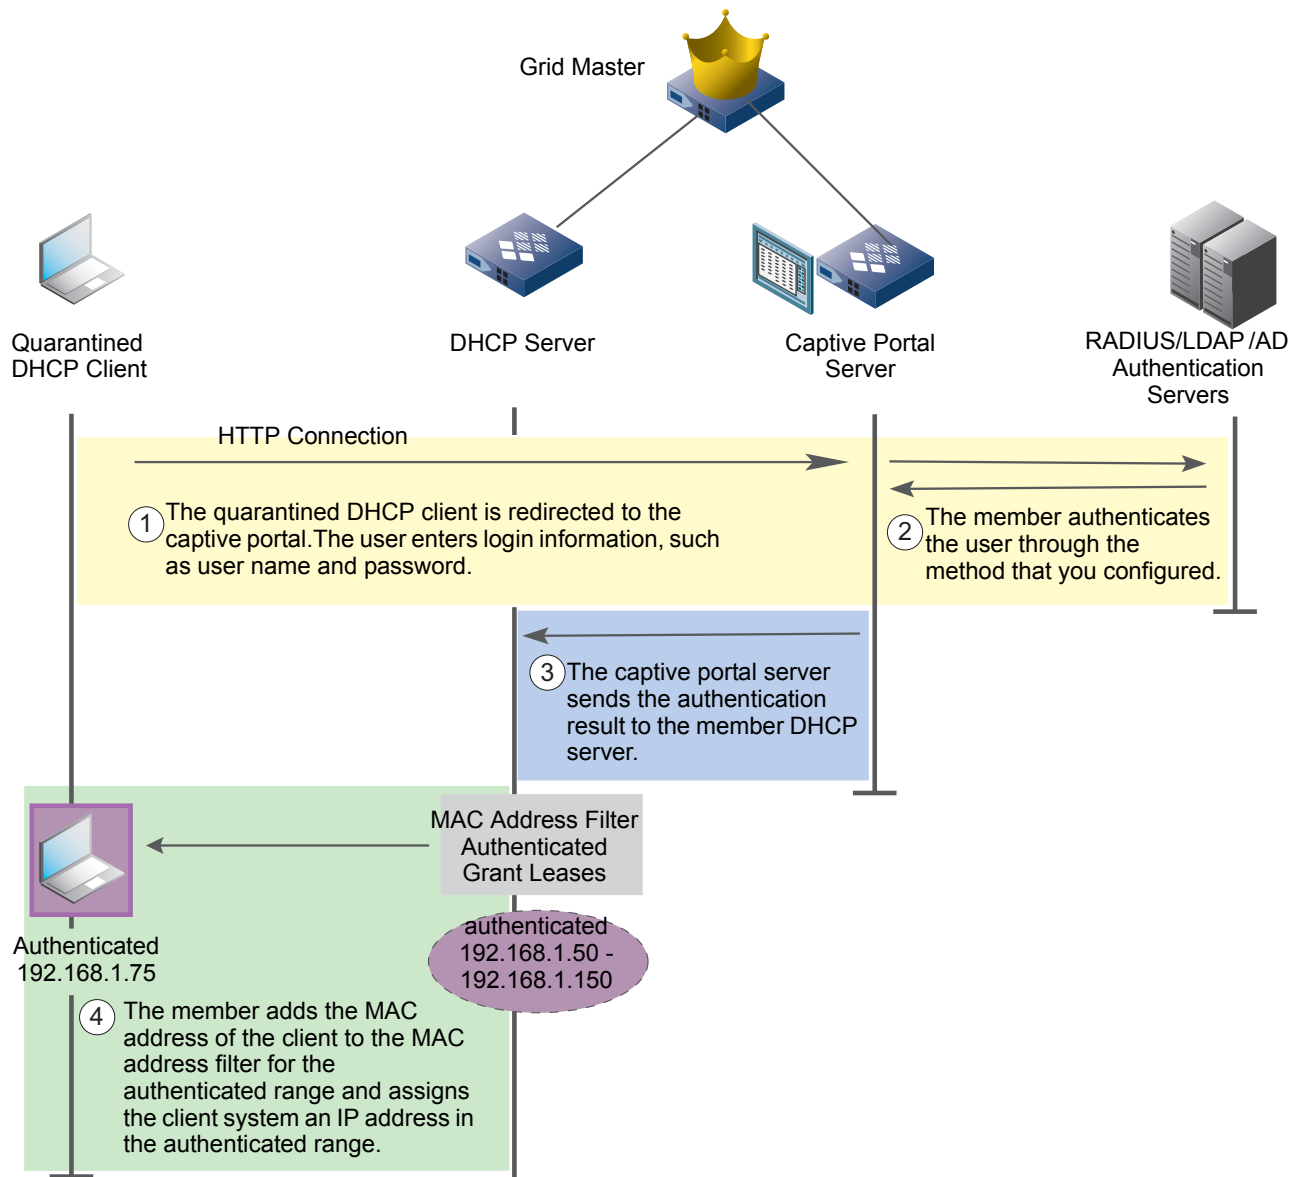 Grid Master
Quarantined
DHCP Client
DHCP Server
Captive Portal
Server
RADIUS/LDAP/AD
Authentication
Servers
HTTP Connection
1
The quarantined DHCP client is redirected to the
captive portal.The user enters login information, such
as user name and password.
2
The member authenticates
the user through the
method that you configured.
3
The captive portal server
sends the authentication
result to the member DHCP
server.
MAC Address Filter
Authenticated
Grant Leases
authenticated
192.168.1.50 -
192.168.1.150
Authenticated
192.168.1.75
4
The member adds the MAC
address of the client to the MAC
address filter for the
authenticated range and assigns
the client system an IP address in
the authenticated range.